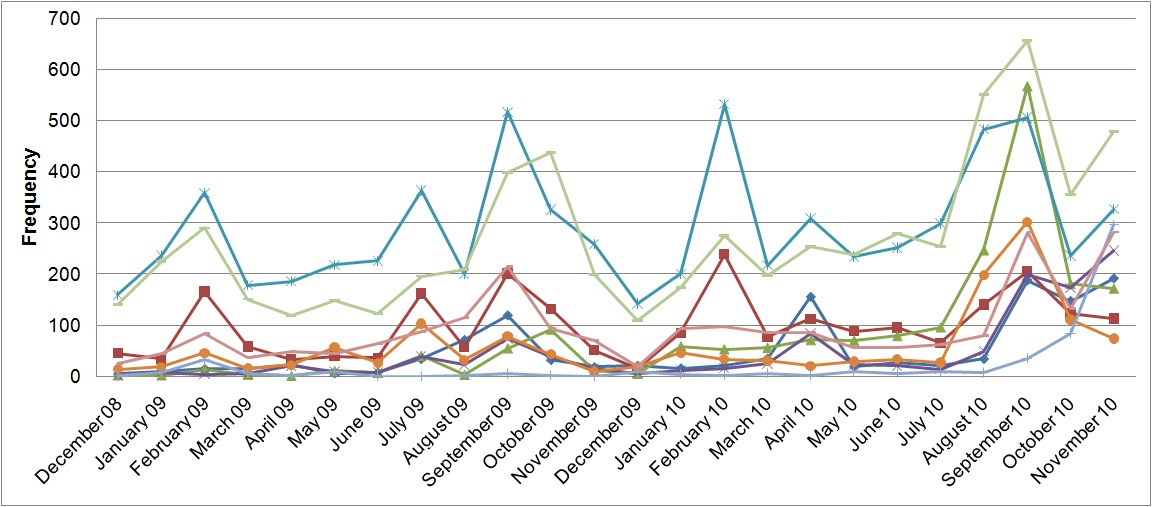 700
600
500
400
300
200
100
0
Frequency
December 08
January 09
February 09
March 09
April 09
May 09
June 09
July 09
August 09
September 09
October 09
November 09
December 09
January 10
February 10
March 10
April 10
May 10
June 10
July 10
August 10
September 10
October 10
November 10